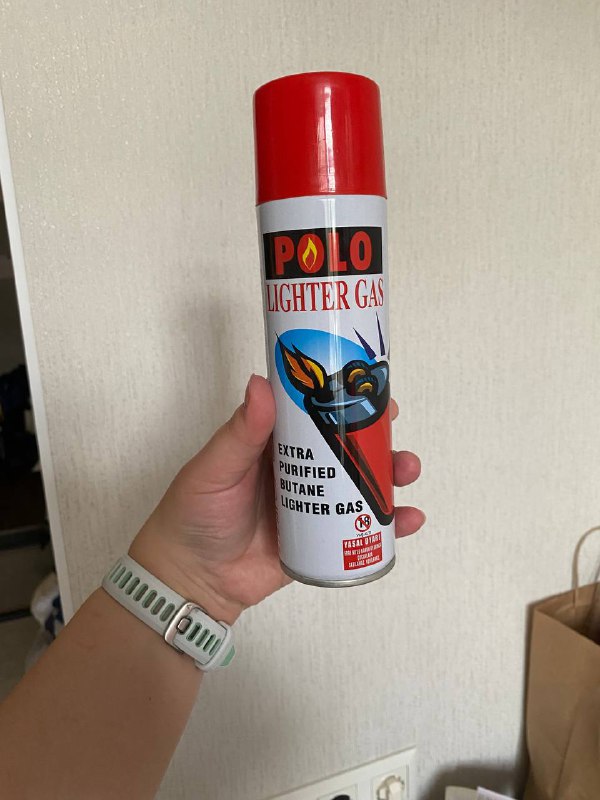 POLO
LIGHTER GAS
EXTRA
PURIFIED
BUTANE
LIGHTER GAS
18
YASAL UYARI